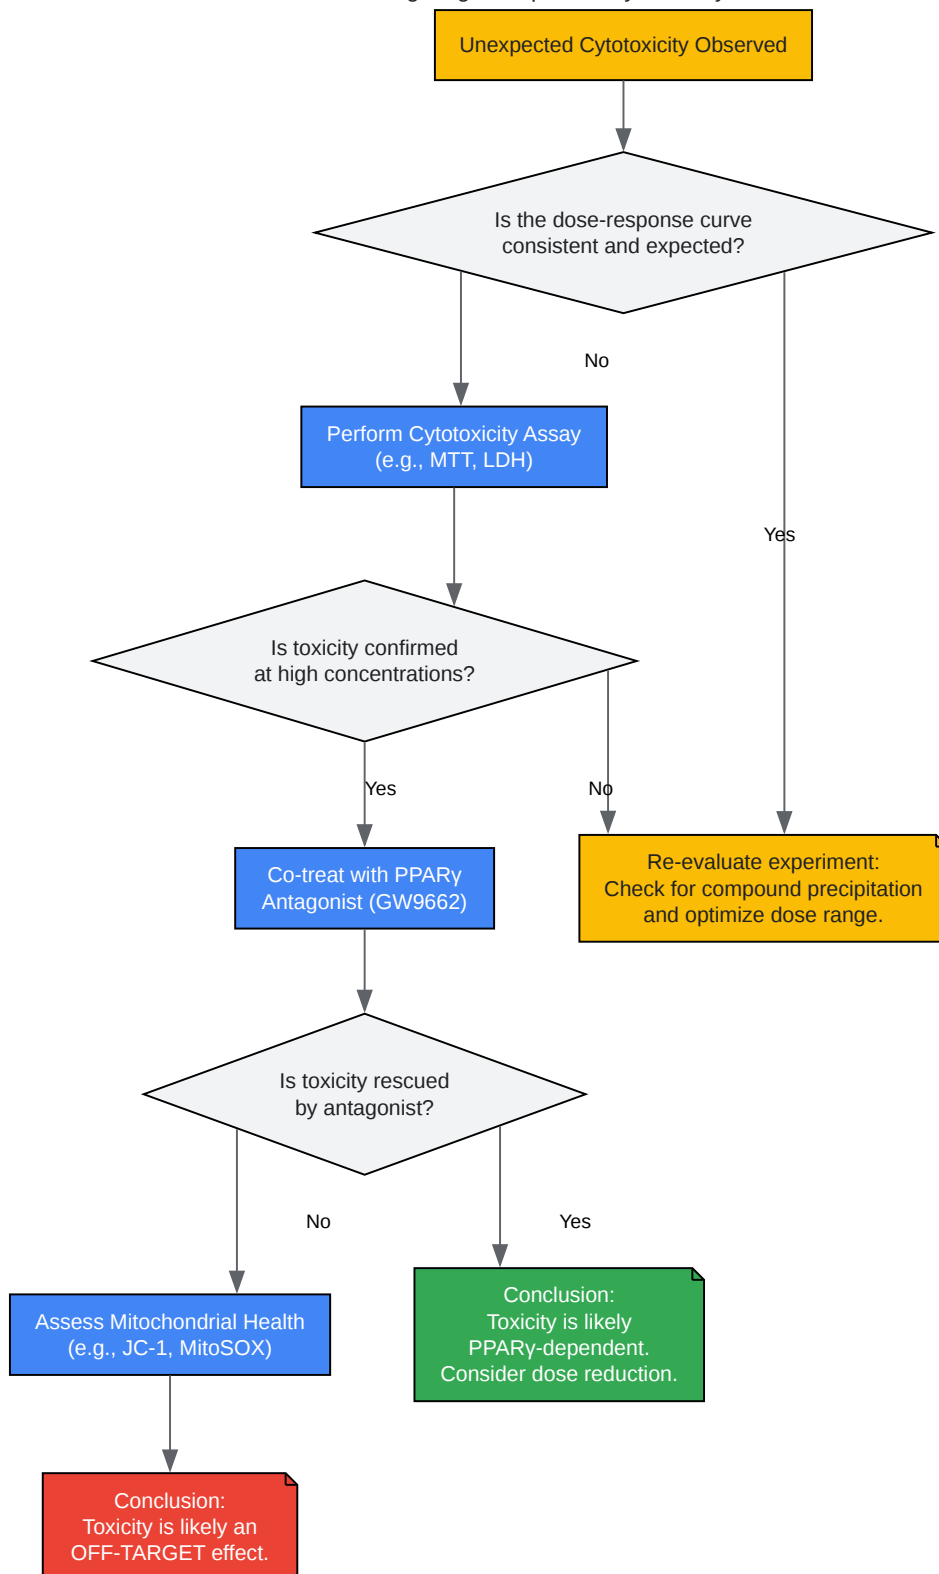 Unexpected Cytotoxicity Observed
Is the dose-response curve
consistent and expected?
No
Perform Cytotoxicity Assay
(e.g., MTT, LDH)
Yes
Is toxicity confirmed
at high concentrations?
Yes
No
Co-treat with PPARγ
Antagonist (GW9662)
Re-evaluate experiment:
Check for compound precipitation
and optimize dose range.
Is toxicity rescued
by antagonist?
No
Yes
Assess Mitochondrial Health
(e.g., JC-1, MitoSOX)
Conclusion:
Toxicity is likely
PPARγ-dependent.
Consider dose reduction.
Conclusion:
Toxicity is likely an
OFF-TARGET effect.